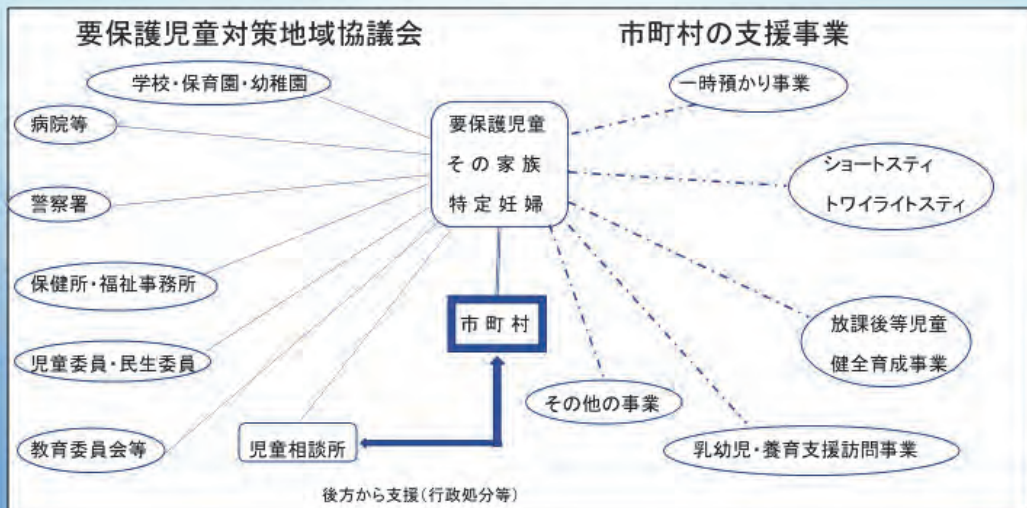 要保護児童対策地域協議会
市町村の支援事業
学校・保育園・幼稚園
病院等
警察署
保健所・福祉事務所
児童委員・民生委員
教育委員会等
児童相談所
要保護児童
その家族
特定妊婦
市町村
後方から支援(行政処分等)
一時預かり事業
ショートスティ
トワイライトスティ
放課後等児童
健全育成事業
その他の事業
乳幼児・養育支援訪問事業